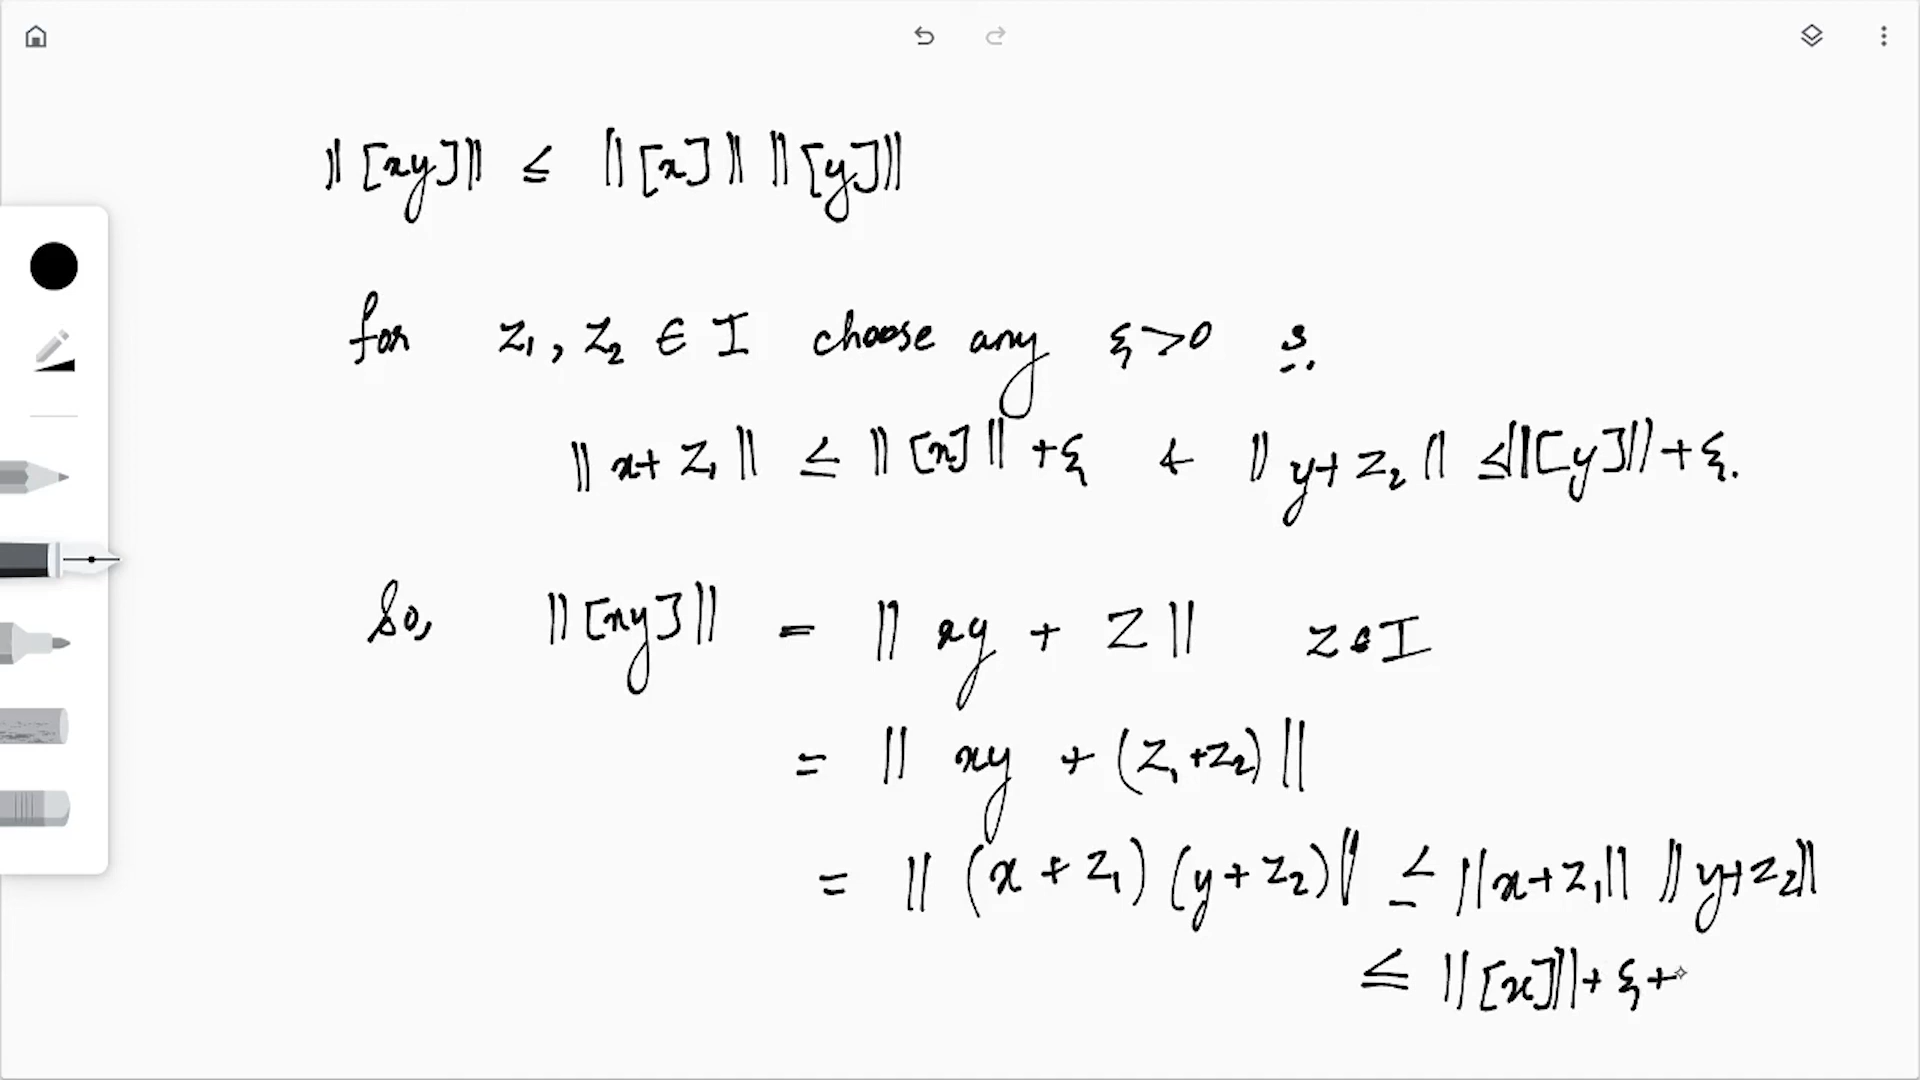 ||[xy]|| ≤ ||[x]|| ||[y]||
for z₁, z₂ ∈ I choose any ξ>0 s.
||x+z₁|| ≤ ||[x]||+ξ & ||y+z₂|| ≤ ||[y]||+ξ.
So, ||[xy]|| = ||xy + z|| z∈I
= ||xy + (z₁+z₂)||
= ||(x+z₁)(y+z₂)|| ≤ ||x+z₁|| ||y+z₂||
≤ ||[x]||+ξ+